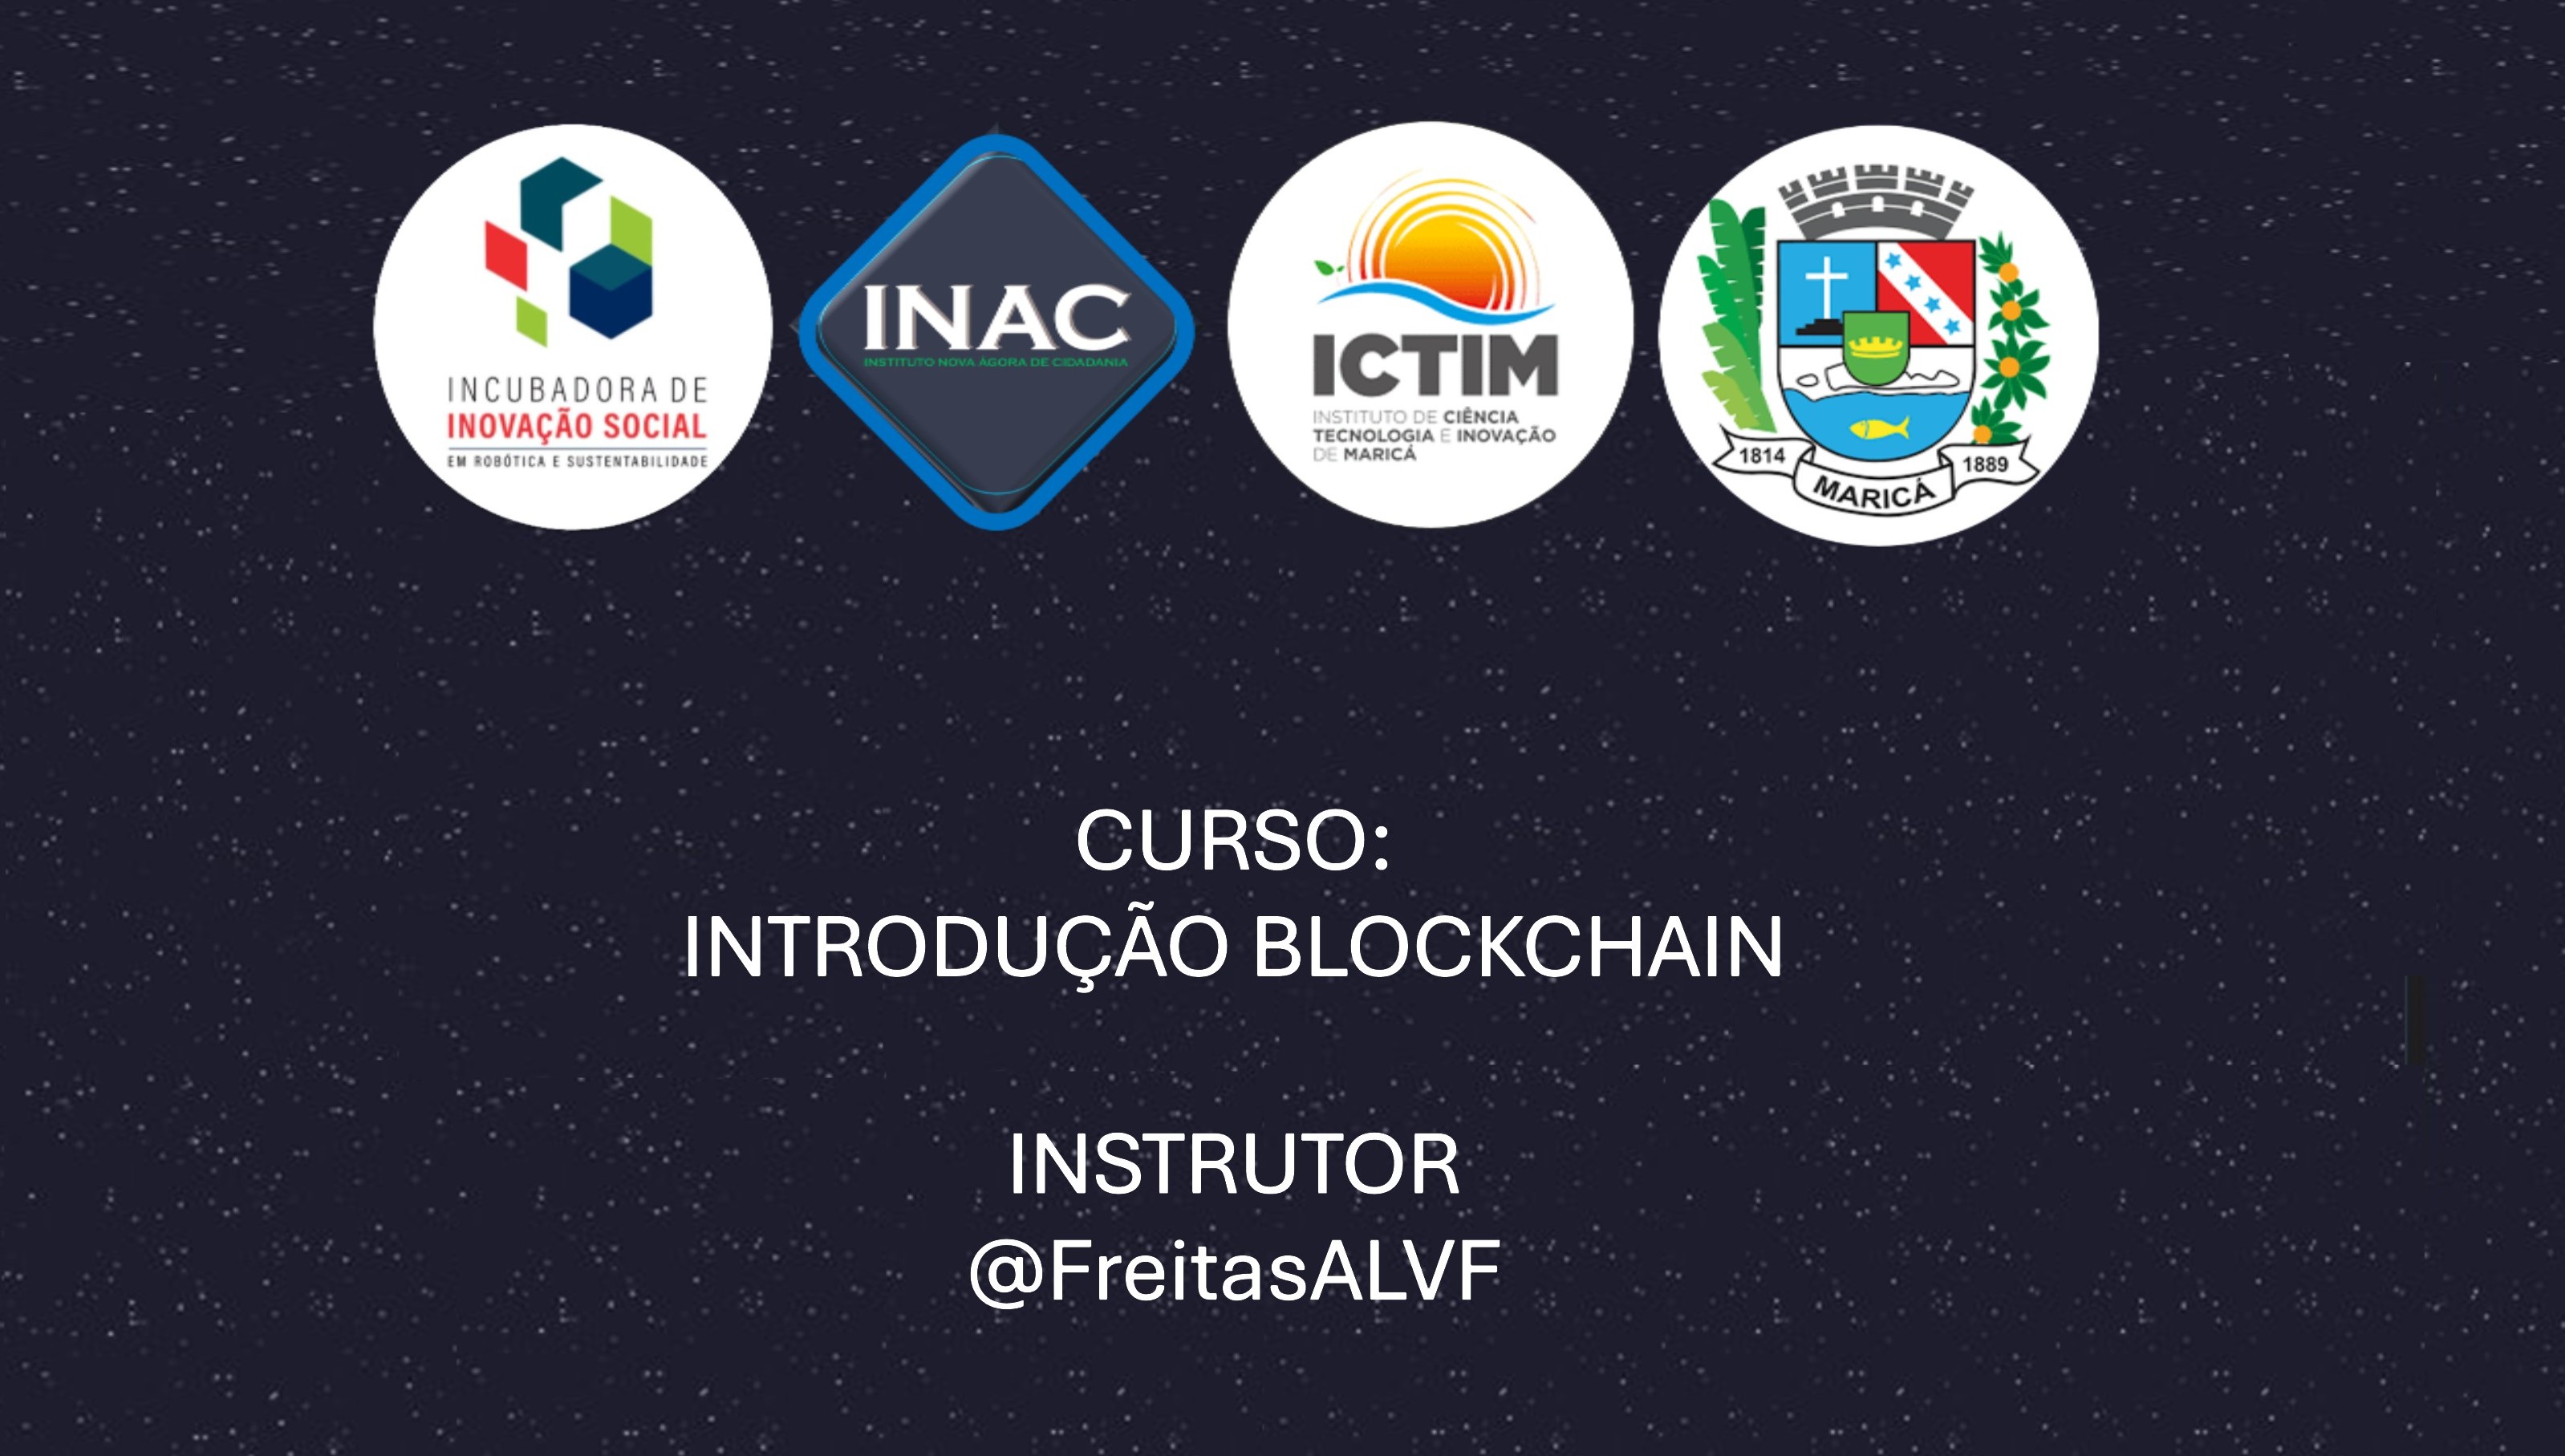 INCUBADORA DE
INOVAÇÃO SOCIAL
EM ROBÓTICA E SUSTENTABILIDADE
INAC
INSTITUTO NOVA ÁGORA DE CIDADANIA
ICTIM
INSTITUTO DE CIÊNCIA
TECNOLOGIA E INOVAÇÃO
DE MARICÁ
1814
MARICÁ
1889
CURSO:
INTRODUÇÃO BLOCKCHAIN
INSTRUTOR
@FreitasALVF